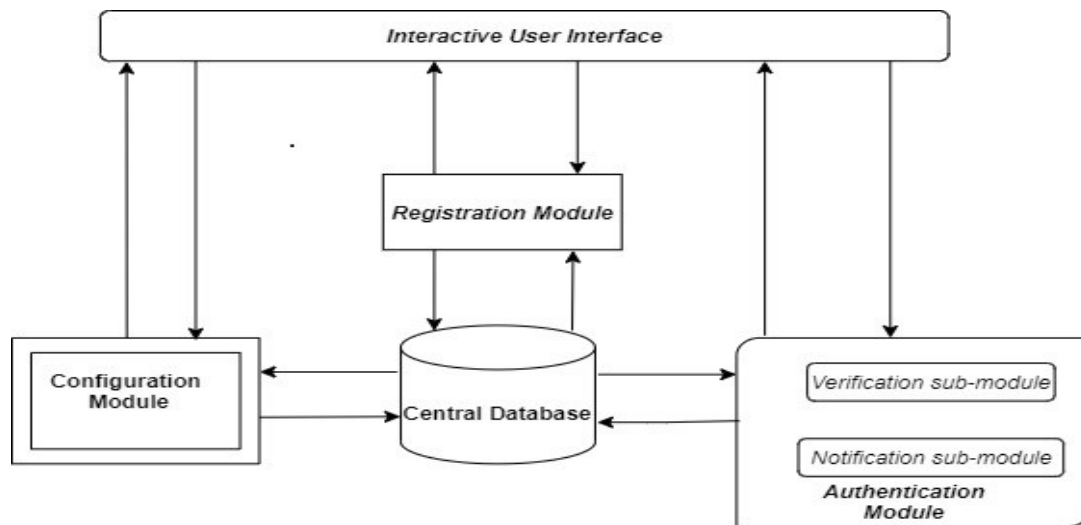 Interactive User Interface
Registration Module
Configuration
Module
Central Database
Verification sub-module
Notification sub-module
Authentication
Module